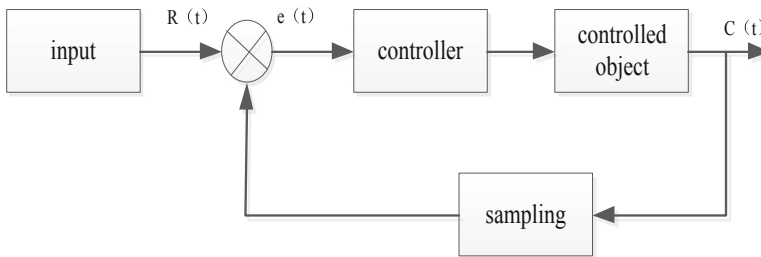 input
R（t）
e（t）
controller
controlled
object
C（t）
sampling